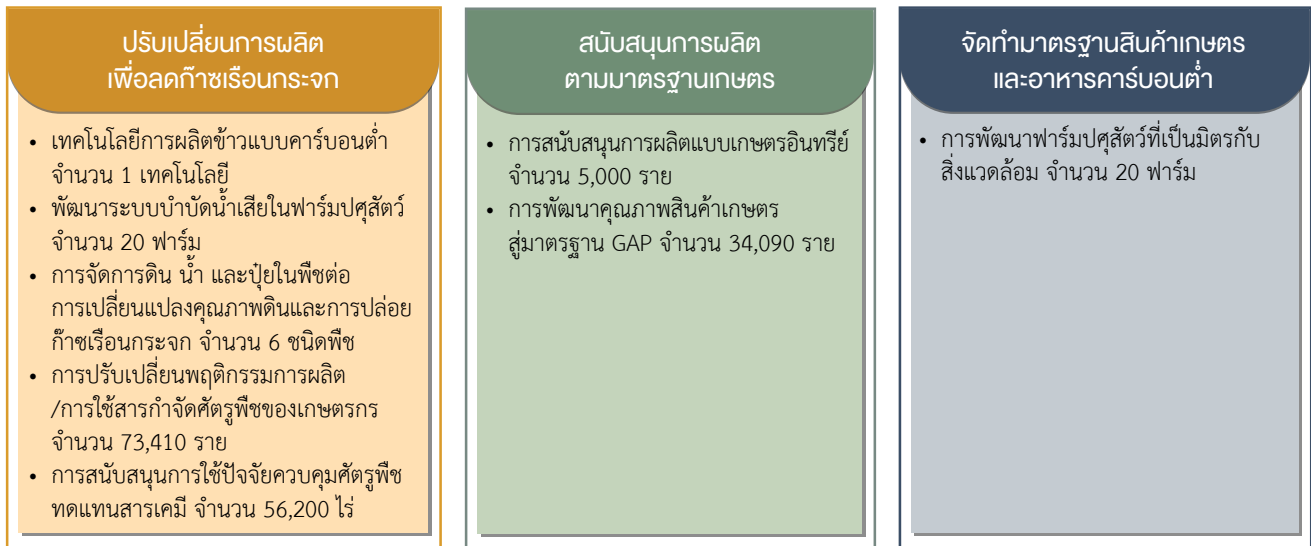 ปรับเปลี่ยนการผลิต
เพื่อลดก๊าซเรือนกระจก
• เทคโนโลยีการผลิตข้าวแบบคาร์บอนต่ำ
จำนวน 1 เทคโนโลยี
• พัฒนาระบบบำบัดน้ำเสียในฟาร์มปศุสัตว์
จำนวน 20 ฟาร์ม
• การจัดการดิน น้ำ และปุ๋ยในพืชต่อ
การเปลี่ยนแปลงคุณภาพดินและการปล่อย
ก๊าซเรือนกระจก จำนวน 6 ชนิดพืช
• การปรับเปลี่ยนพฤติกรรมการผลิต
/การใช้สารกำจัดศัตรูพืชของเกษตรกร
จำนวน 73,410 ราย
• การสนับสนุนการใช้ปัจจัยควบคุมศัตรูพืช
ทดแทนสารเคมี จำนวน 56,200 ไร่
สนับสนุนการผลิต
ตามมาตรฐานเกษตร
• การสนับสนุนการผลิตแบบเกษตรอินทรีย์
จำนวน 5,000 ราย
• การพัฒนาคุณภาพสินค้าเกษตร
สู่มาตรฐาน GAP จำนวน 34,090 ราย
จัดทำมาตรฐานสินค้าเกษตร
และอาหารคาร์บอนต่ำ
• การพัฒนาฟาร์มปศุสัตว์ที่เป็นมิตรกับ
สิ่งแวดล้อม จำนวน 20 ฟาร์ม